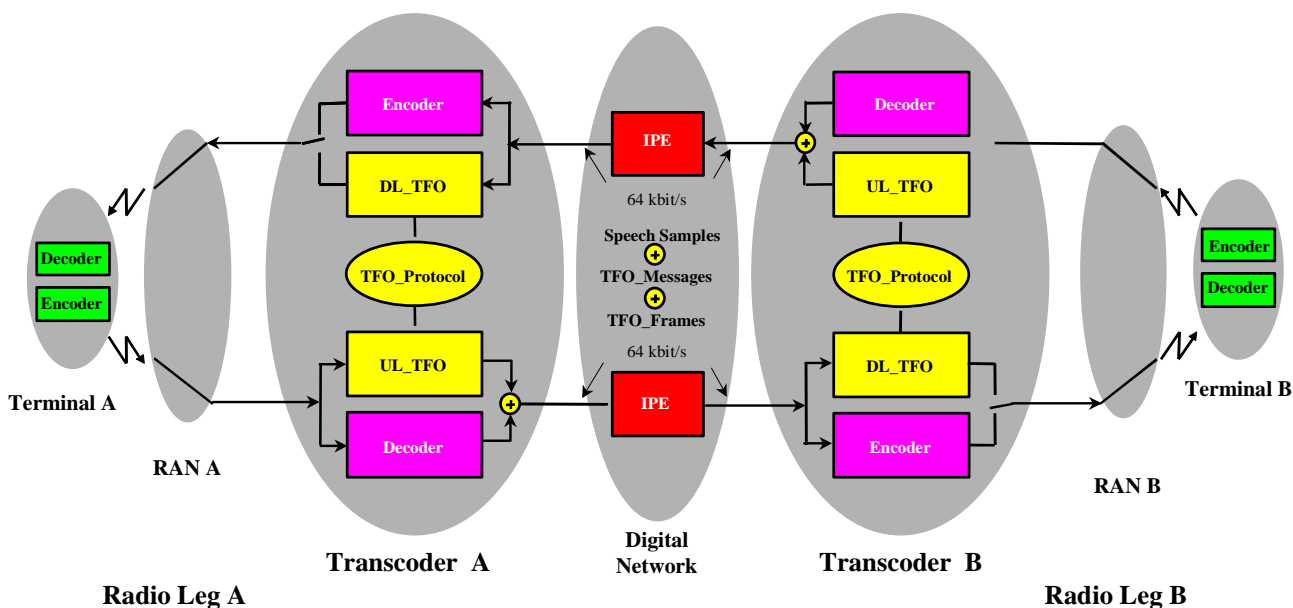 Encoder
IPE
Decoder
DL_TFO
UL_TFO
64 kbit/s
Speech Samples
+
TFO_Messages
+
TFO_Frames
64 kbit/s
+
Decoder
Encoder
TFO_Protocol
TFO_Protocol
Encoder
Decoder
UL_TFO
DL_TFO
+
Decoder
IPE
Encoder
Terminal A
Terminal B
RAN A
RAN B
Transcoder A
Digital
Network
Transcoder B
Radio Leg A
Radio Leg B